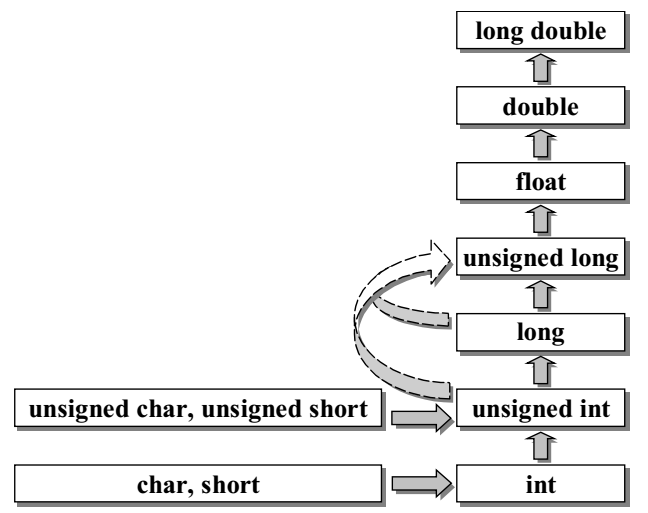 long double
double
float
unsigned long
long
unsigned char, unsigned short
unsigned int
char, short
int